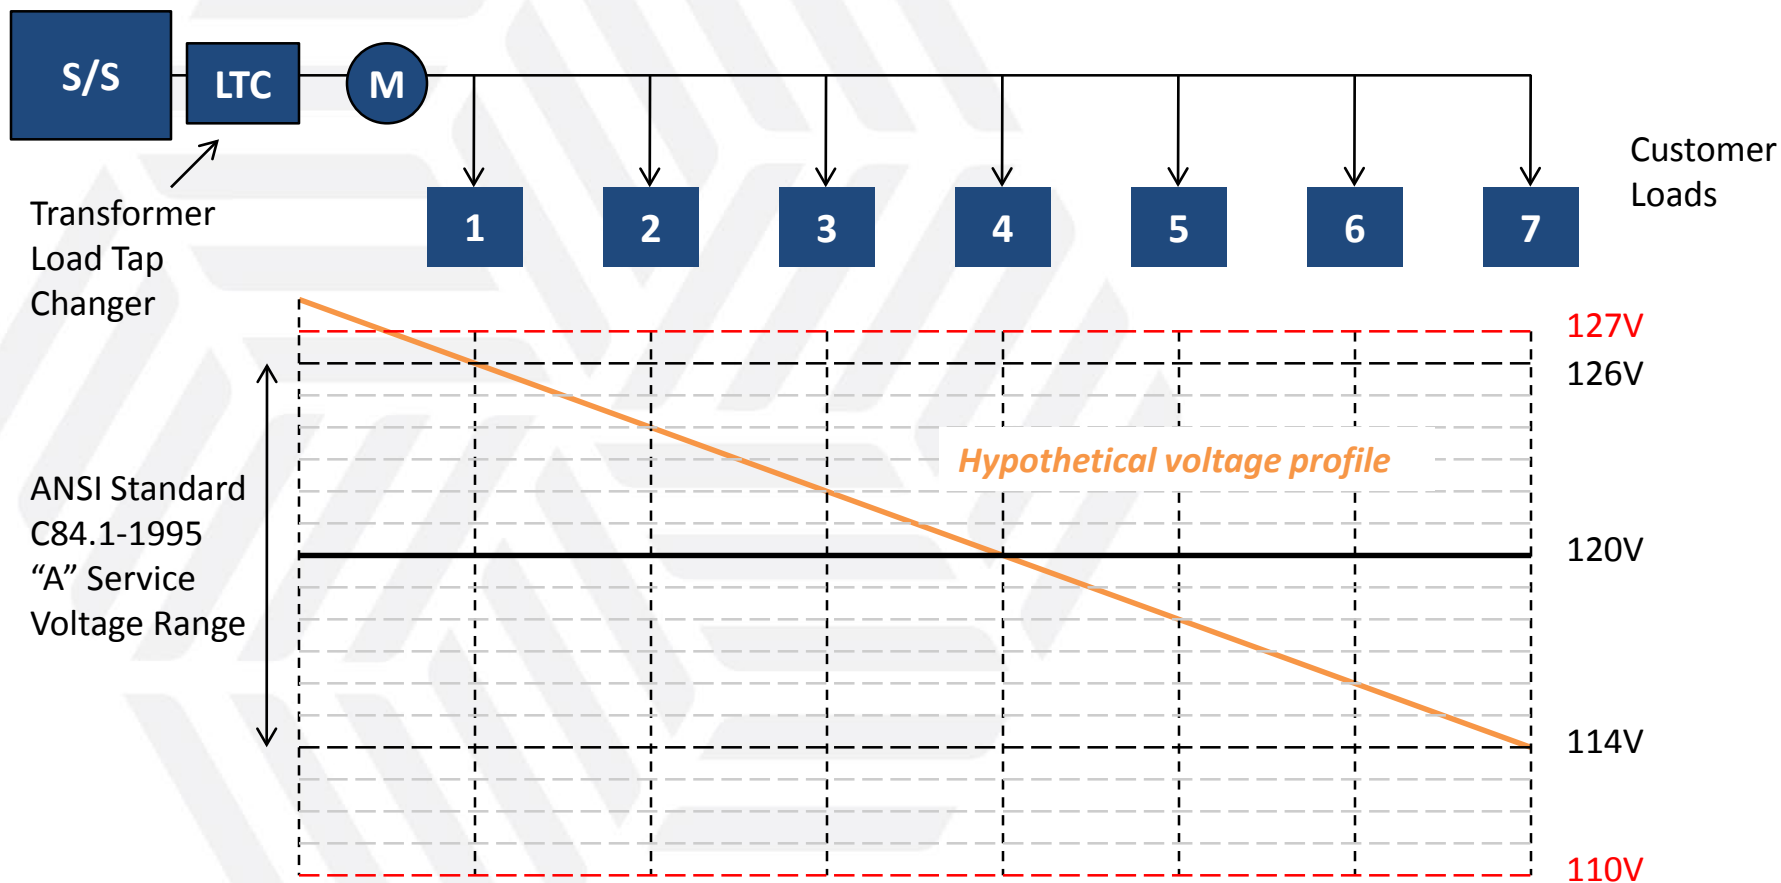 S/S
LTC
M
Customer
Loads
Transformer
Load Tap
Changer
1
2
3
4
5
6
7
127V
126V
Hypothetical voltage profile
ANSI Standard
C84.1-1995
“A” Service
Voltage Range
120V
114V
110V